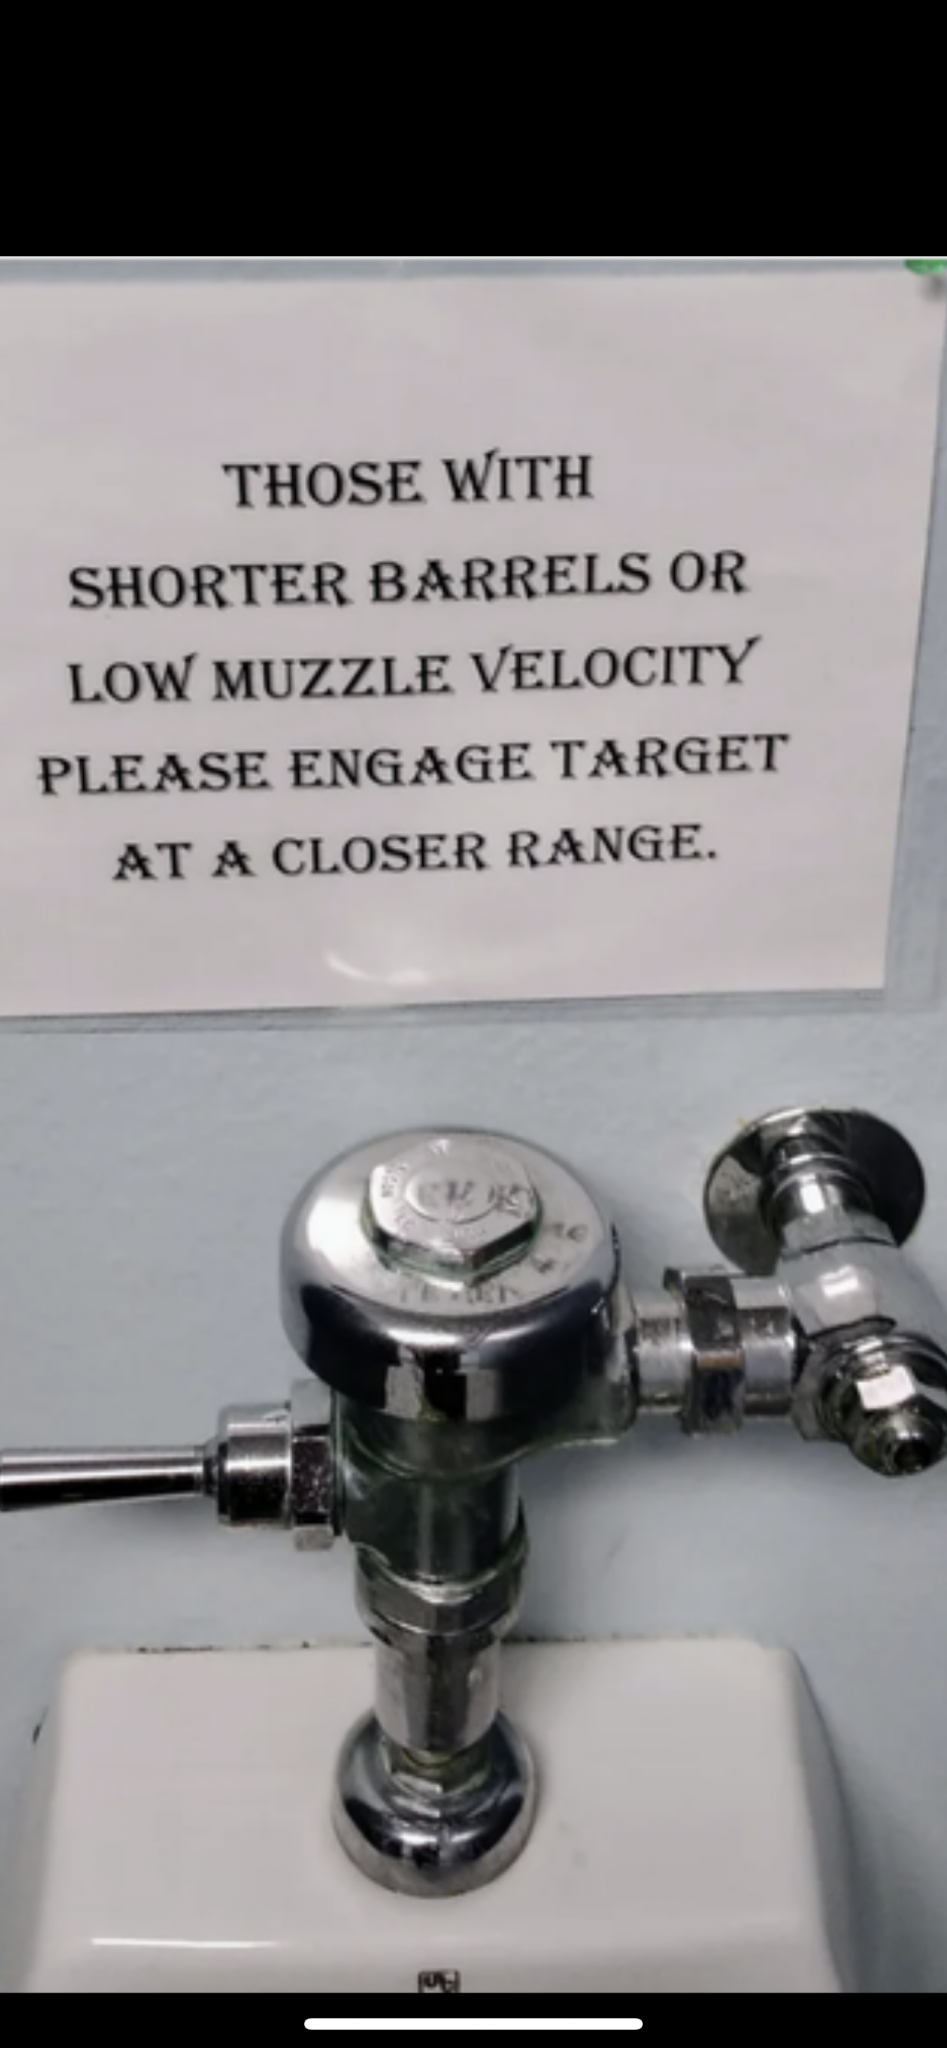 THOSE WITH
SHORTER BARRELS OR
LOW MUZZLE VELOCITY
PLEASE ENGAGE TARGET
AT A CLOSER RANGE.